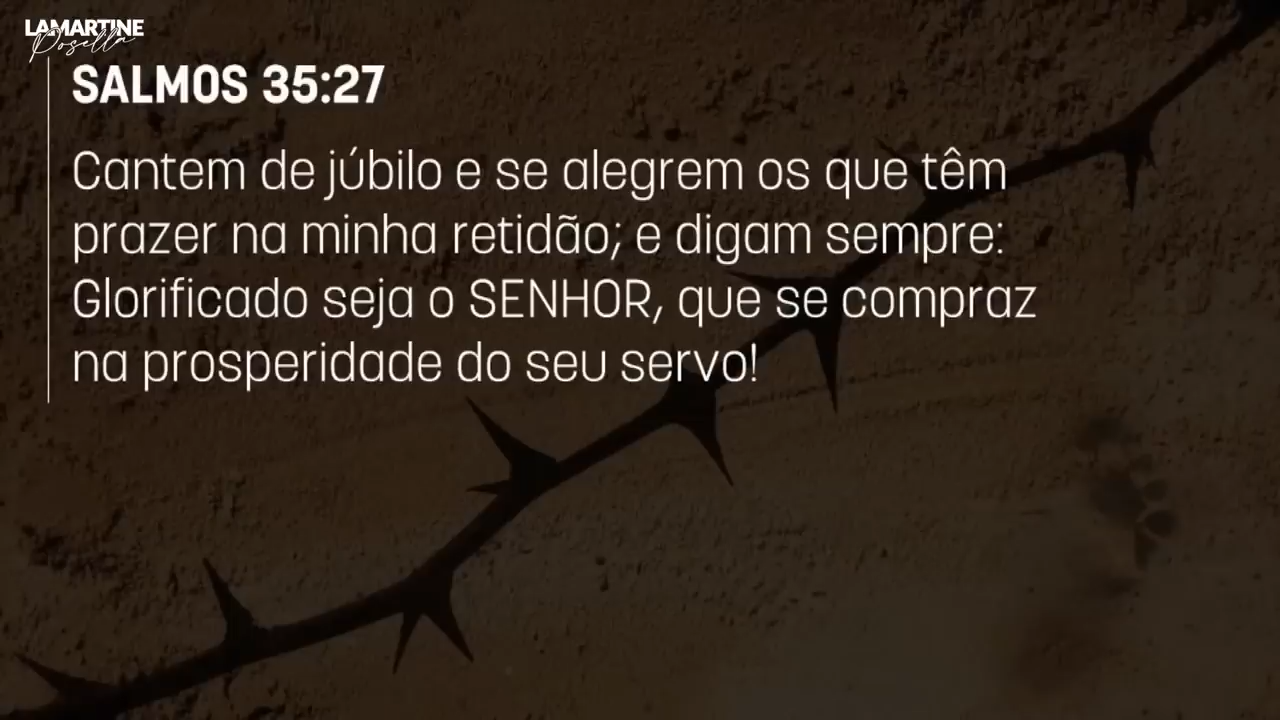 LAMARTINE
Posella
SALMOS 35:27
Cantem de júbilo e se alegrem os que têm
prazer na minha retidão; e digam sempre:
Glorificado seja o SENHOR, que se compraz
na prosperidade do seu servo!